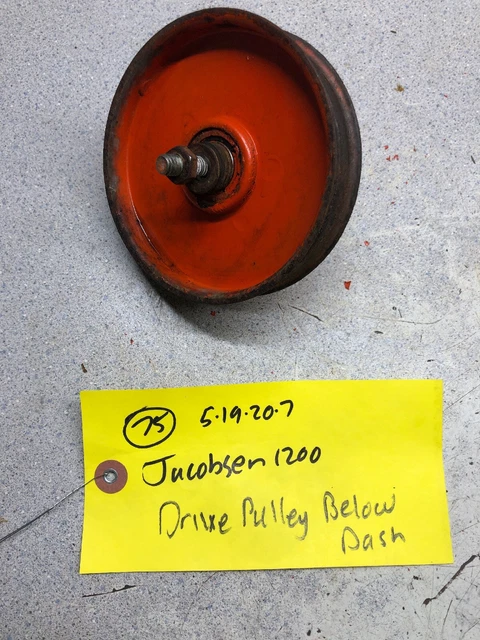 75 5.19.20.7
Jacobsen 1200
Drive Pulley Below
Dash